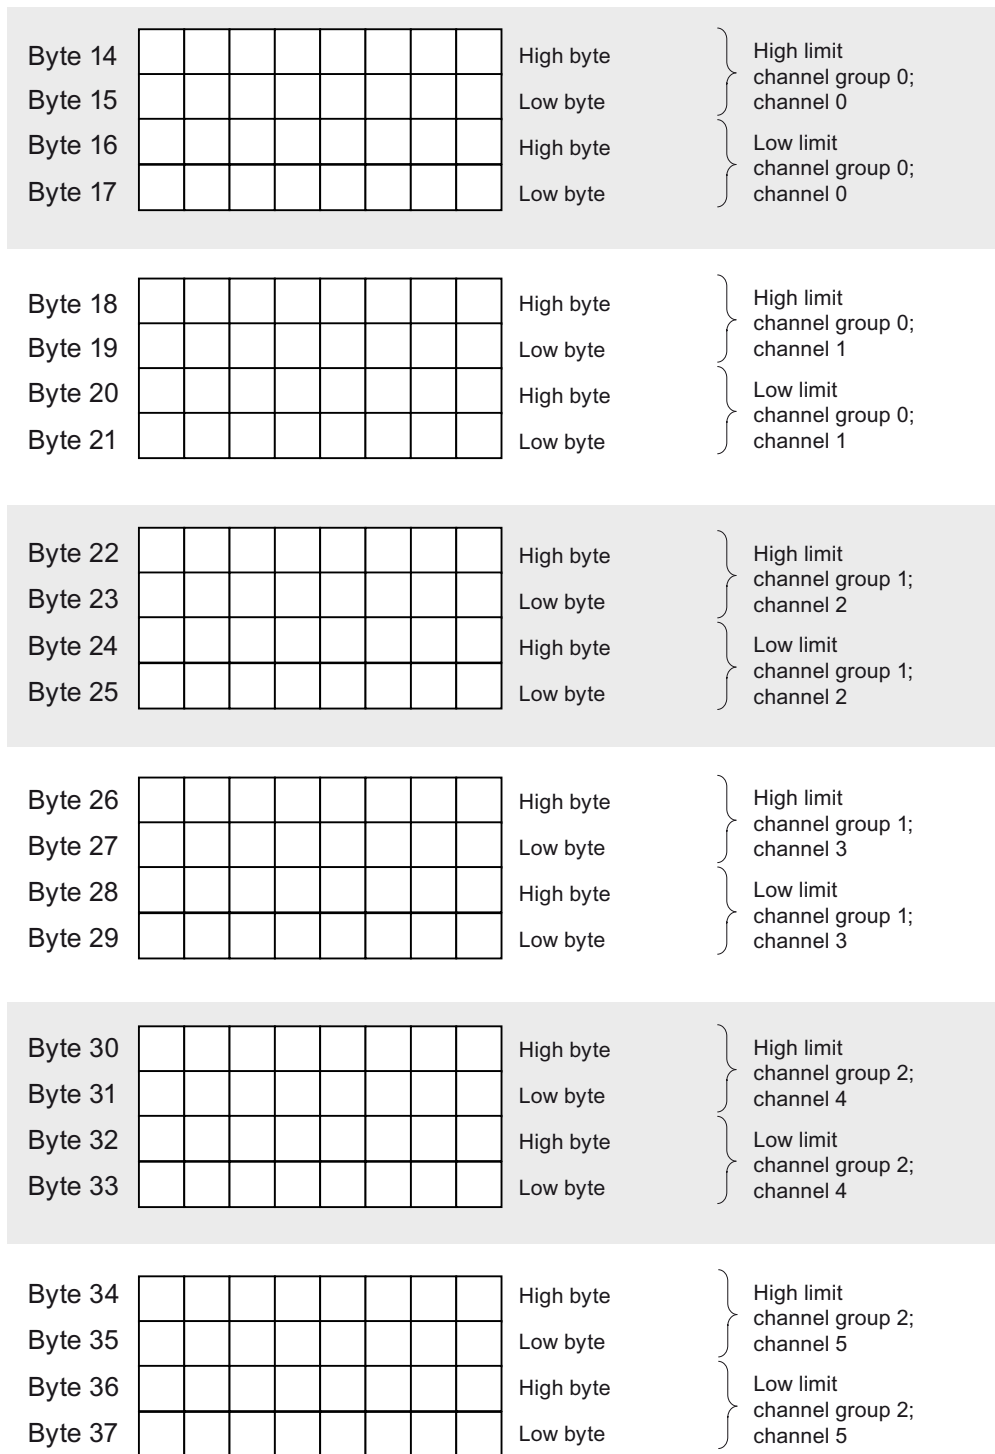 Byte 14 High byte High limit
channel group 0;
Byte 15 Low byte channel 0
Byte 16 High byte Low limit
channel group 0;
Byte 17 Low byte channel 0
Byte 18 High byte High limit
channel group 0;
Byte 19 Low byte channel 1
Byte 20 High byte Low limit
channel group 0;
Byte 21 Low byte channel 1
Byte 22 High byte High limit
channel group 1;
Byte 23 Low byte channel 2
Byte 24 High byte Low limit
channel group 1;
Byte 25 Low byte channel 2
Byte 26 High byte High limit
channel group 1;
Byte 27 Low byte channel 3
Byte 28 High byte Low limit
channel group 1;
Byte 29 Low byte channel 3
Byte 30 High byte High limit
channel group 2;
Byte 31 Low byte channel 4
Byte 32 High byte Low limit
channel group 2;
Byte 33 Low byte channel 4
Byte 34 High byte High limit
channel group 2;
Byte 35 Low byte channel 5
Byte 36 High byte Low limit
channel group 2;
Byte 37 Low byte channel 5